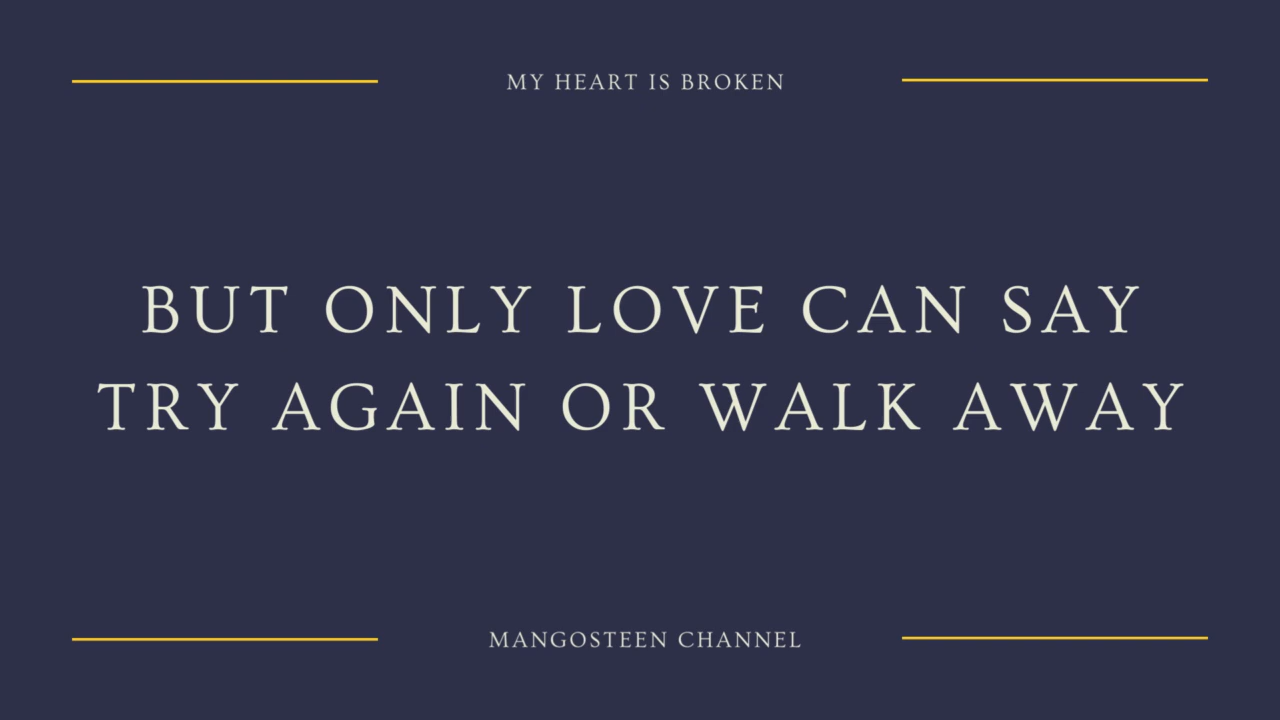 MY HEART IS BROKEN
BUT ONLY LOVE CAN SAY
TRY AGAIN OR WALK AWAY
MANGOSTEEN CHANNEL